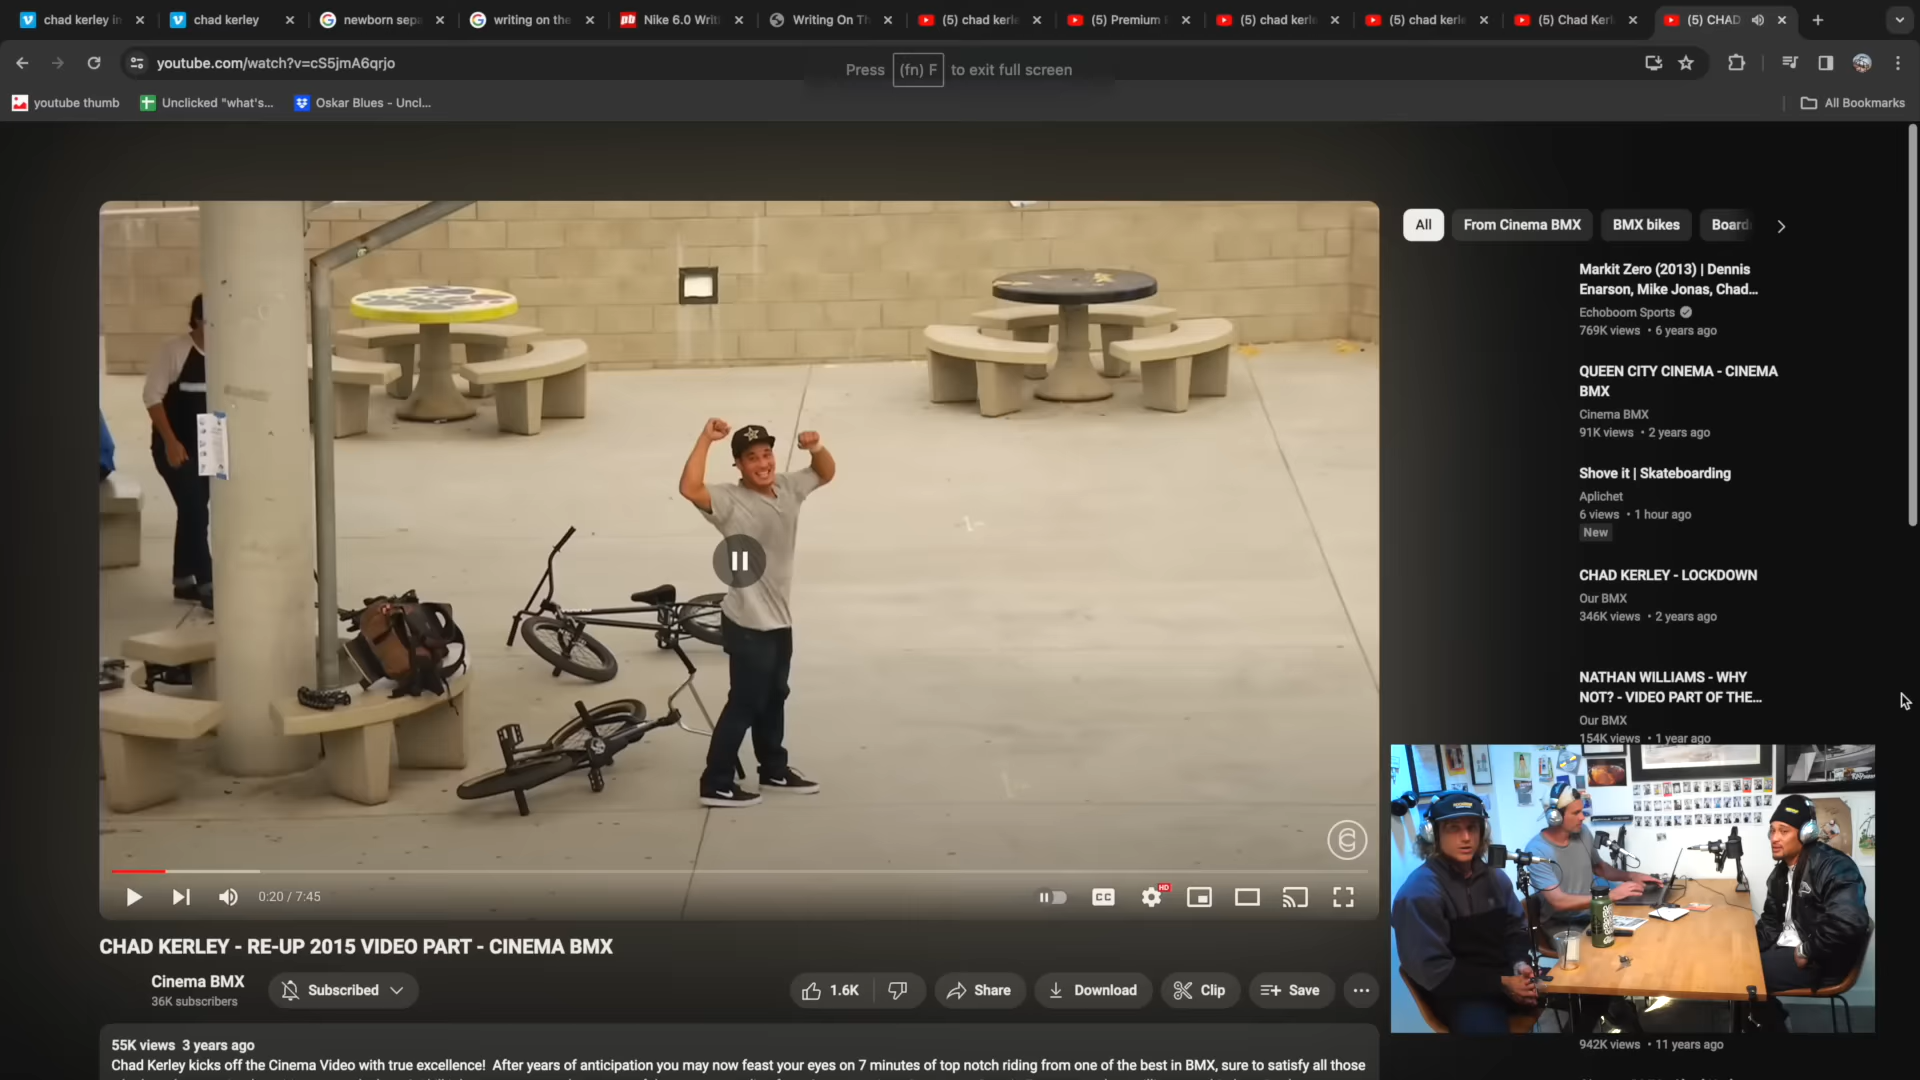 chad kerley in
chad kerley
newborn sepa
writing on the
Nike 6.0 Writi
Writing On Th
(5) chad kerle
(5) Premium
(5) chad kerle
(5) chad kerle
(5) Chad Kerl
(5) CHAD
youtube.com/watch?v=cS5jmA6qrjo
Press (fn) F to exit full screen
youtube thumb
Unclicked "what's...
Oskar Blues - Uncl...
All Bookmarks
All
From Cinema BMX
BMX bikes
Board
Markit Zero (2013) | Dennis
Enarson, Mike Jonas, Chad...
Echoboom Sports
769K views • 6 years ago
QUEEN CITY CINEMA - CINEMA
BMX
Cinema BMX
91K views • 2 years ago
Shove it | Skateboarding
Aplichet
6 views • 1 hour ago
New
CHAD KERLEY - LOCKDOWN
Our BMX
346K views • 2 years ago
NATHAN WILLIAMS - WHY
NOT? - VIDEO PART OF THE...
Our BMX
154K views • 1 year ago
942K views • 11 years ago
0:20 / 7:45
CC
HD
CHAD KERLEY - RE-UP 2015 VIDEO PART - CINEMA BMX
Cinema BMX
36K subscribers
Subscribed
1.6K
Share
Download
Clip
Save
55K views 3 years ago
Chad Kerley kicks off the Cinema Video with true excellence! After years of anticipation you may now feast your eyes on 7 minutes of top notch riding from one of the best in BMX, sure to satisfy all those